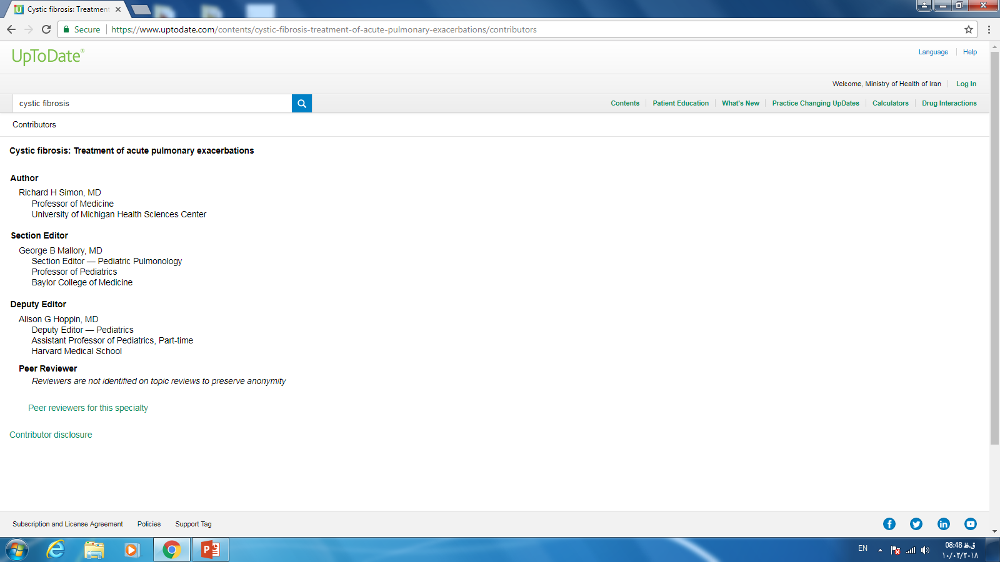 Cystic fibrosis: Treatment
Secure https://www.uptodate.com/contents/cystic-fibrosis-treatment-of-acute-pulmonary-exacerbations/contributors
UpToDate®
Language Help
Welcome, Ministry of Health of Iran Log In
cystic fibrosis
Contents Patient Education What's New Practice Changing UpDates Calculators Drug Interactions
Contributors
Cystic fibrosis: Treatment of acute pulmonary exacerbations
Author
Richard H Simon, MD
Professor of Medicine
University of Michigan Health Sciences Center
Section Editor
George B Mallory, MD
Section Editor — Pediatric Pulmonology
Professor of Pediatrics
Baylor College of Medicine
Deputy Editor
Alison G Hoppin, MD
Deputy Editor — Pediatrics
Assistant Professor of Pediatrics, Part-time
Harvard Medical School
Peer Reviewer
Reviewers are not identified on topic reviews to preserve anonymity
Peer reviewers for this specialty
Contributor disclosure
Subscription and License Agreement Policies Support Tag
EN
08:48 ق.ظ
١٠/٠٢/٢٠١٨